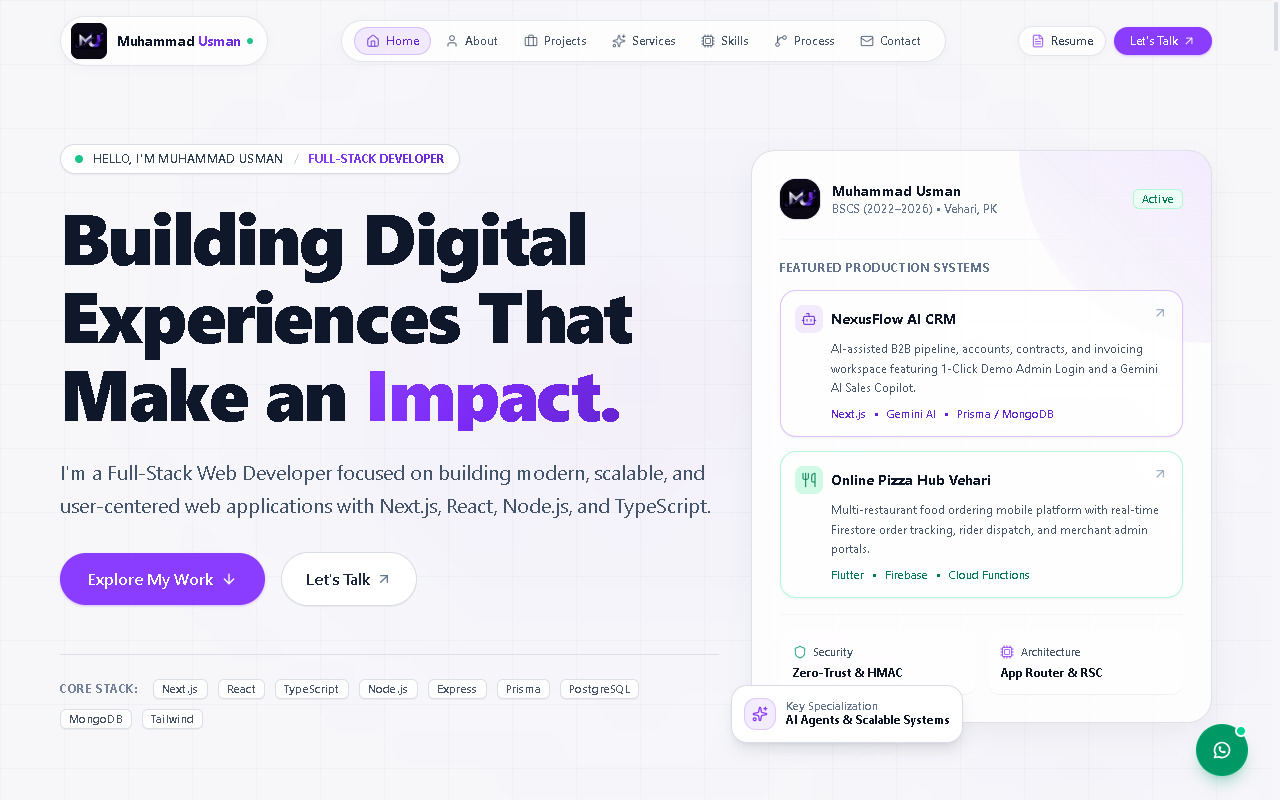 Muhammad Usman
Home
About
Projects
Services
Skills
Process
Contact
Resume
Let's Talk
HELLO, I'M MUHAMMAD USMAN / FULL-STACK DEVELOPER
Building Digital
Experiences That
Make an Impact.
I'm a Full-Stack Web Developer focused on building modern, scalable, and
user-centered web applications with Next.js, React, Node.js, and TypeScript.
Explore My Work
Let's Talk
CORE STACK: Next.js React TypeScript Node.js Express Prisma PostgreSQL
MongoDB Tailwind
Muhammad Usman
BSCS (2022–2026) • Vehari, PK
Active
FEATURED PRODUCTION SYSTEMS
NexusFlow AI CRM
AI-assisted B2B pipeline, accounts, contracts, and invoicing
workspace featuring 1-Click Demo Admin Login and a Gemini
AI Sales Copilot.
Next.js • Gemini AI • Prisma / MongoDB
Online Pizza Hub Vehari
Multi-restaurant food ordering mobile platform with real-time
Firestore order tracking, rider dispatch, and merchant admin
portals.
Flutter • Firebase • Cloud Functions
Security
Zero-Trust & HMAC
Architecture
App Router & RSC
Key Specialization
AI Agents & Scalable Systems